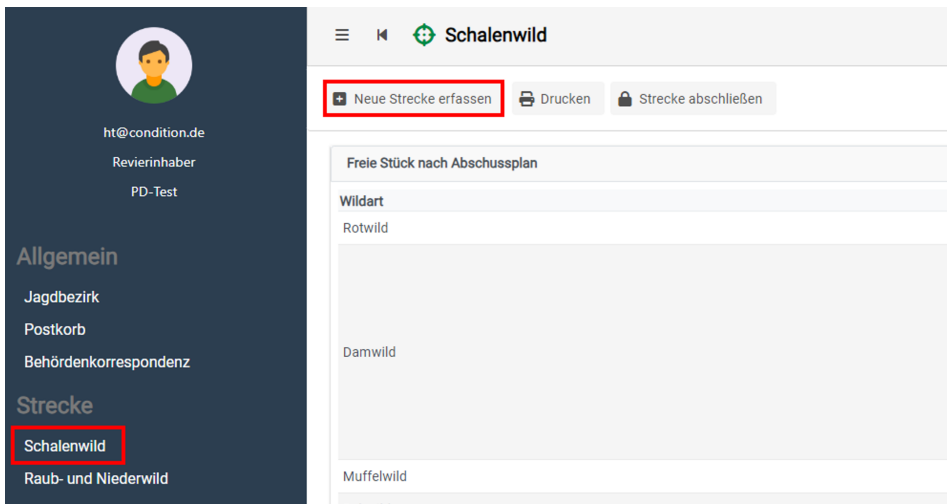 ht@condition.de
Revierinhaber
PD-Test
Allgemein
Jagdbezirk
Postkorb
Behördenkorrespondenz
Strecke
Schalenwild
Raub- und Niederwild
Schalenwild
Neue Strecke erfassen Drucken Strecke abschließen
Freie Stück nach Abschussplan
Wildart
Rotwild
Damwild
Muffelwild